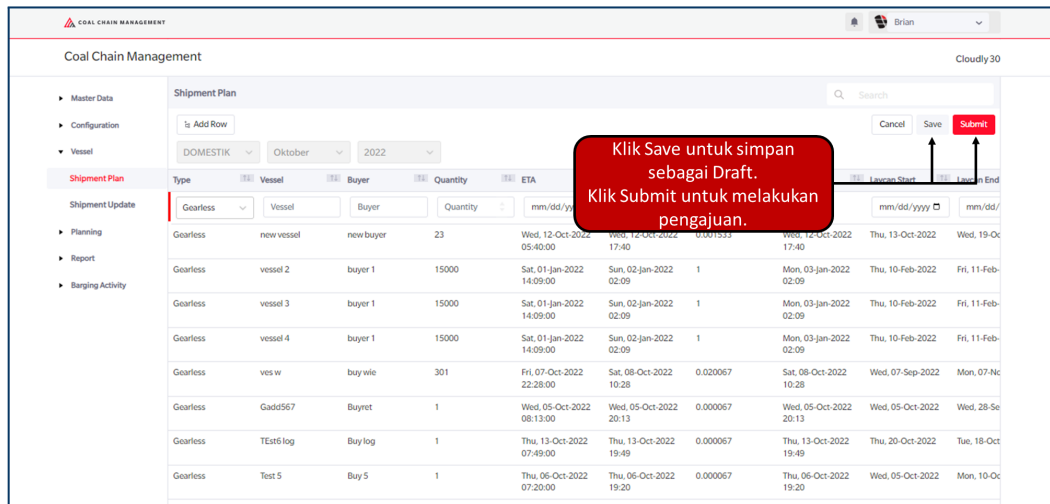 COAL CHAIN MANAGEMENT
Brian
Coal Chain Management
Cloudly30
Master Data
Configuration
Vessel
Shipment Plan
Shipment Update
Planning
Report
Barging Activity
Shipment Plan
Search
Add Row
Cancel Save Submit
DOMESTIK Oktober 2022
Klik Save untuk simpan
sebagai Draft.
Klik Submit untuk melakukan
pengajuan.
Type Vessel Buyer Quantity ETA Laycan Start Laycan End
Gearless Vessel Buyer Quantity mm/dd/yy mm/dd/yyyy mm/dd/
Gearless new vessel new buyer 23 Wed, 12-Oct-2022 Wed, 12-Oct-2022 0.001533 Wed, 12-Oct-2022 Thu, 13-Oct-2022 Wed, 19-Oc
05:40:00 17:40 17:40
Gearless vessel 2 buyer 1 15000 Sat, 01-Jan-2022 Sun, 02-Jan-2022 1 Mon, 03-Jan-2022 Thu, 10-Feb-2022 Fri, 11-Feb-
14:09:00 02:09 02:09
Gearless vessel 3 buyer 1 15000 Sat, 01-Jan-2022 Sun, 02-Jan-2022 1 Mon, 03-Jan-2022 Thu, 10-Feb-2022 Fri, 11-Feb-
14:09:00 02:09 02:09
Gearless vessel 4 buyer 1 15000 Sat, 01-Jan-2022 Sun, 02-Jan-2022 1 Mon, 03-Jan-2022 Thu, 10-Feb-2022 Fri, 11-Feb-
14:09:00 02:09 02:09
Gearless ves w buy wie 301 Fri, 07-Oct-2022 Sat, 08-Oct-2022 0.020067 Sat, 08-Oct-2022 Wed, 07-Sep-2022 Mon, 07-Nc
22:28:00 10:28 10:28
Gearless Gadd567 Buyret 1 Wed, 05-Oct-2022 Wed, 05-Oct-2022 0.000067 Wed, 05-Oct-2022 Wed, 05-Oct-2022 Wed, 28-Se
08:13:00 20:13 20:13
Gearless TEst6 log Buy log 1 Thu, 13-Oct-2022 Thu, 13-Oct-2022 0.000067 Thu, 13-Oct-2022 Thu, 20-Oct-2022 Tue, 18-Oct
07:49:00 19:49 19:49
Gearless Test 5 Buy 5 1 Thu, 06-Oct-2022 Thu, 06-Oct-2022 0.000067 Thu, 06-Oct-2022 Wed, 05-Oct-2022 Mon, 10-Oc
07:20:00 19:20 19:20